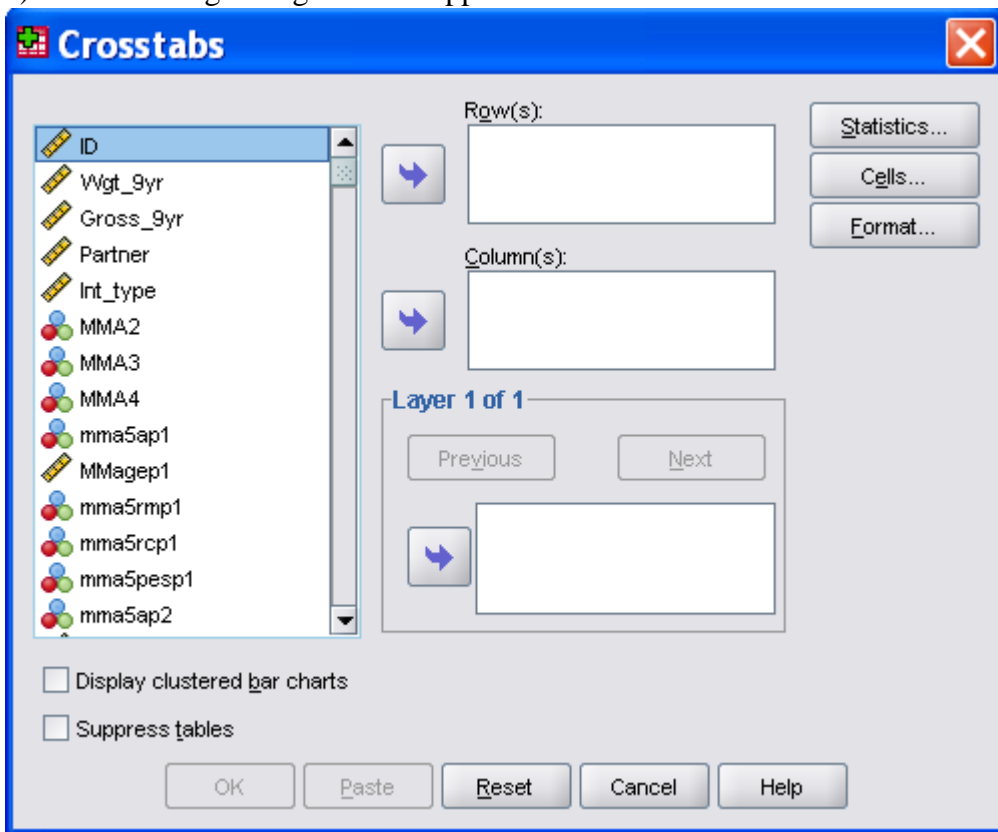 Crosstabs
Row(s):
Statistics...
Cells...
Format...
ID
Wgt_9yr
Gross_9yr
Partner
Int_type
MMA2
MMA3
MMA4
mma5ap1
MMagep1
mma5rmp1
mma5rcp1
mma5pesp1
mma5ap2
Column(s):
Layer 1 of 1
Previous
Next
Display clustered bar charts
Suppress tables
OK
Paste
Reset
Cancel
Help